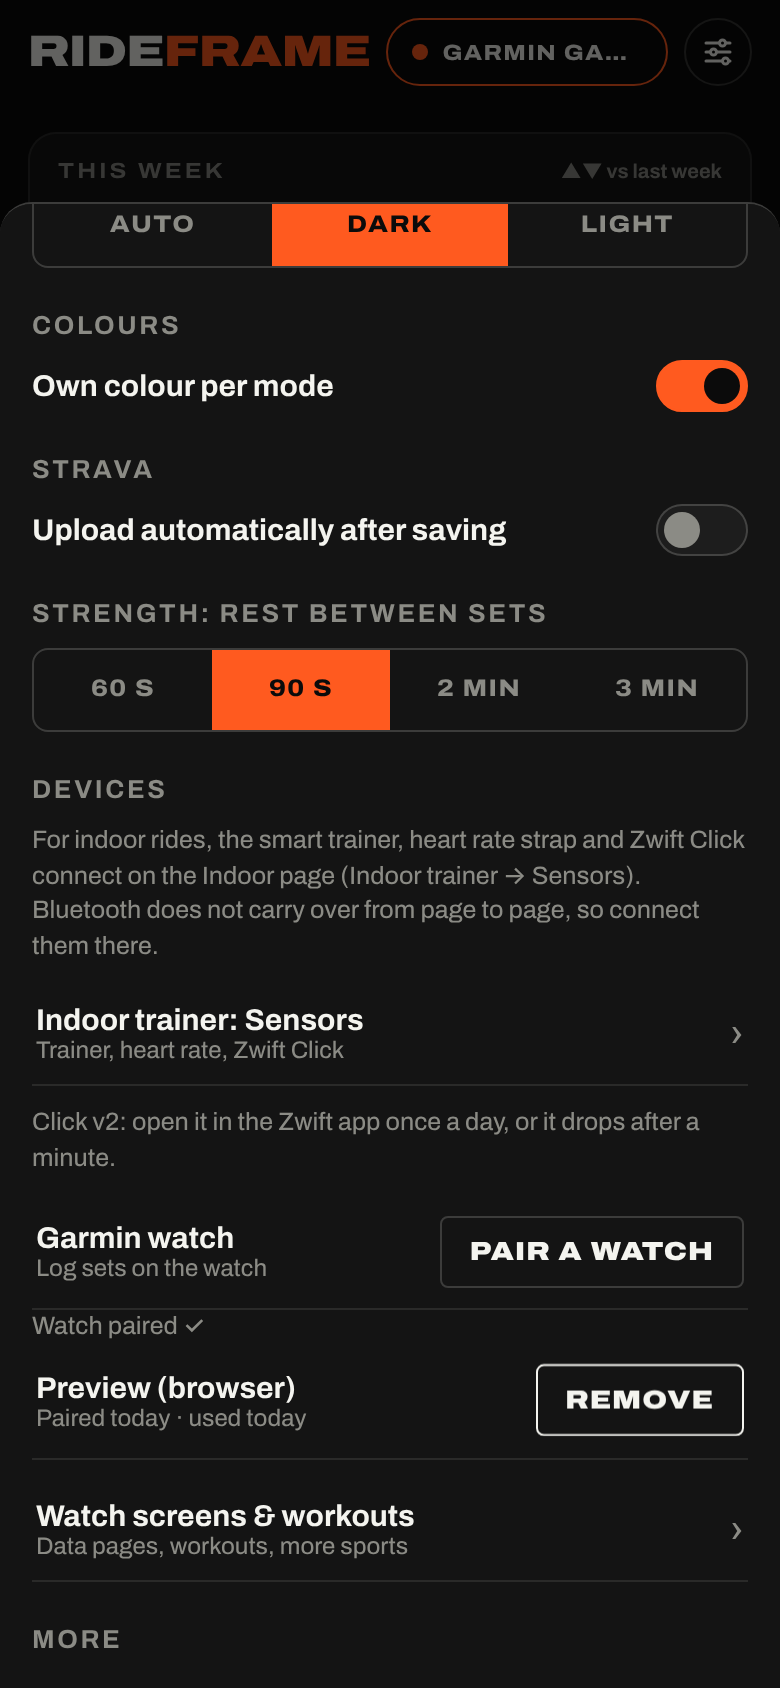 RIDEFRAME
GARMIN GA...
THIS WEEK
▲▼ vs last week
AUTO
DARK
LIGHT
COLOURS
Own colour per mode
STRAVA
Upload automatically after saving
STRENGTH: REST BETWEEN SETS
60 S
90 S
2 MIN
3 MIN
DEVICES
For indoor rides, the smart trainer, heart rate strap and Zwift Click
connect on the Indoor page (Indoor trainer → Sensors).
Bluetooth does not carry over from page to page, so connect
them there.
Indoor trainer: Sensors
Trainer, heart rate, Zwift Click
›
Click v2: open it in the Zwift app once a day, or it drops after a
minute.
Garmin watch
Log sets on the watch
PAIR A WATCH
Watch paired ✓
Preview (browser)
Paired today · used today
REMOVE
Watch screens & workouts
Data pages, workouts, more sports
›
MORE